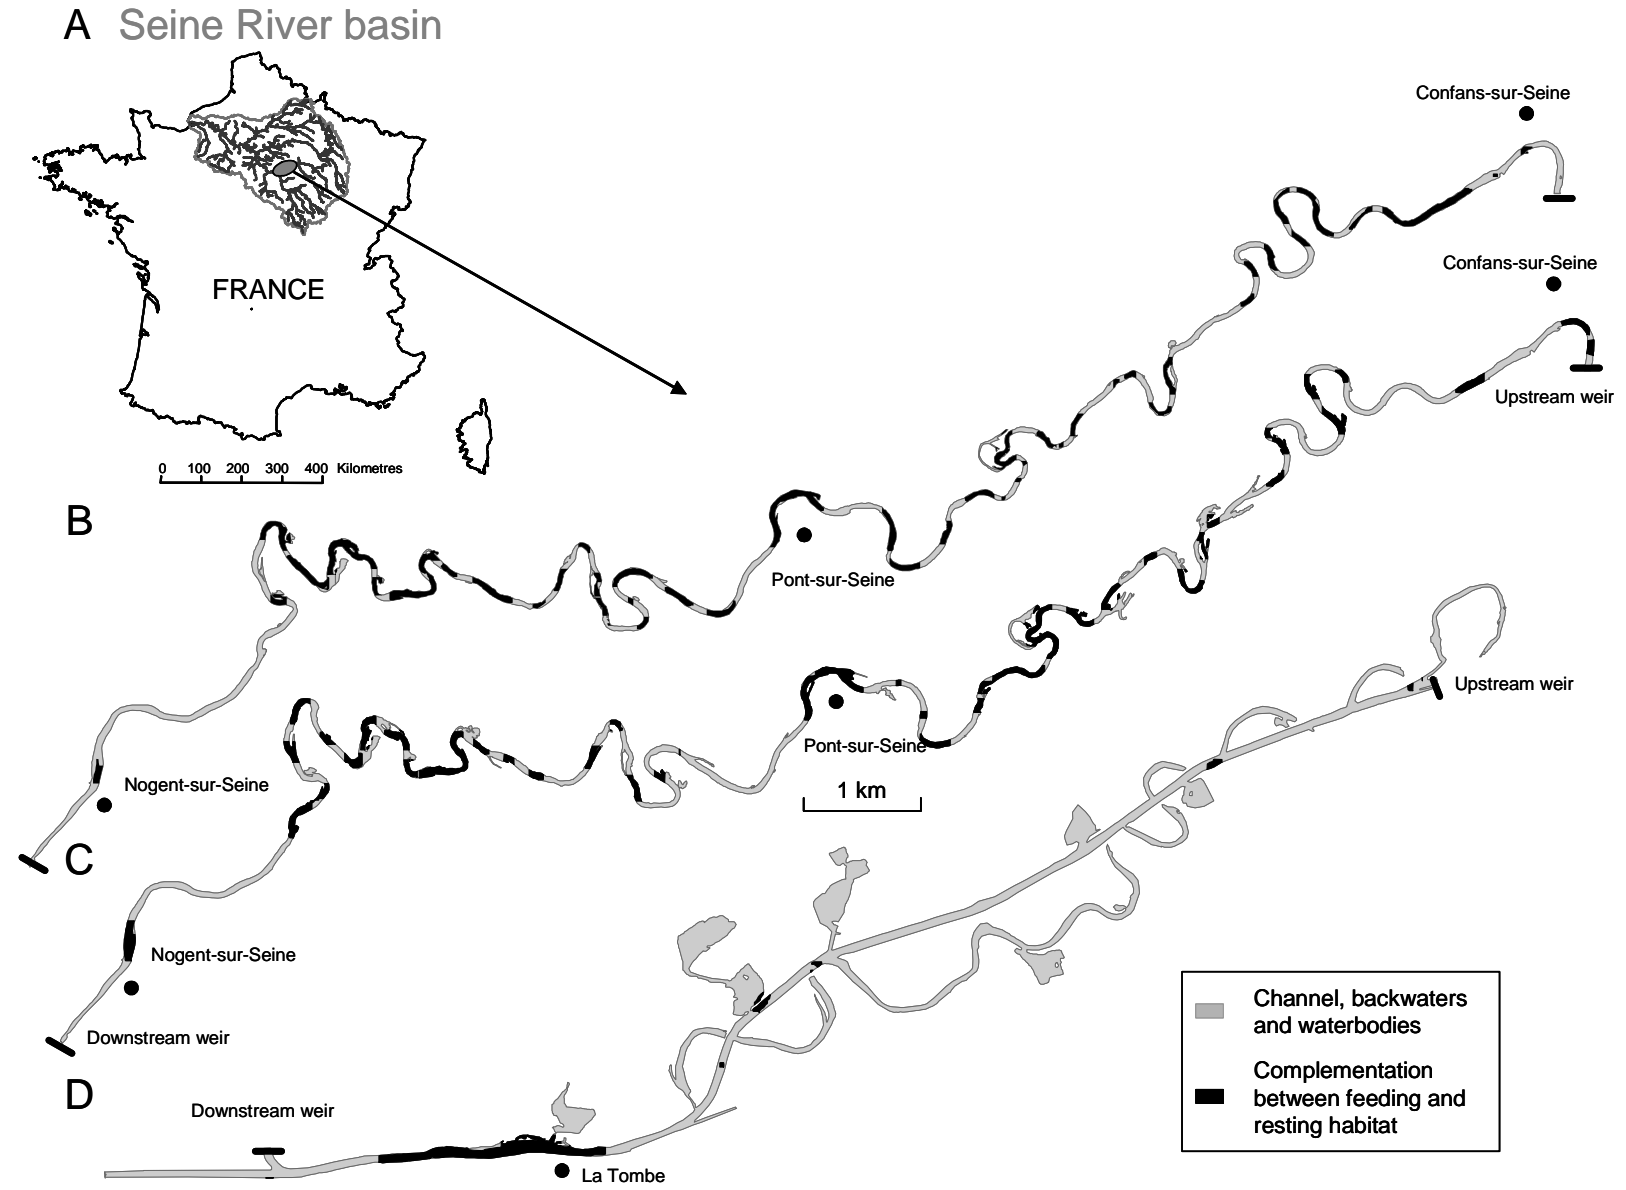 A Seine River basin
FRANCE
0 100 200 300 400 Kilometres
Confans-sur-Seine
Confans-sur-Seine
Upstream weir
B
Pont-sur-Seine
Nogent-sur-Seine
Upstream weir
Pont-sur-Seine
1 km
C
Nogent-sur-Seine
Downstream weir
D
Downstream weir
La Tombe
Channel, backwaters
and waterbodies
Complementation
between feeding and
resting habitat